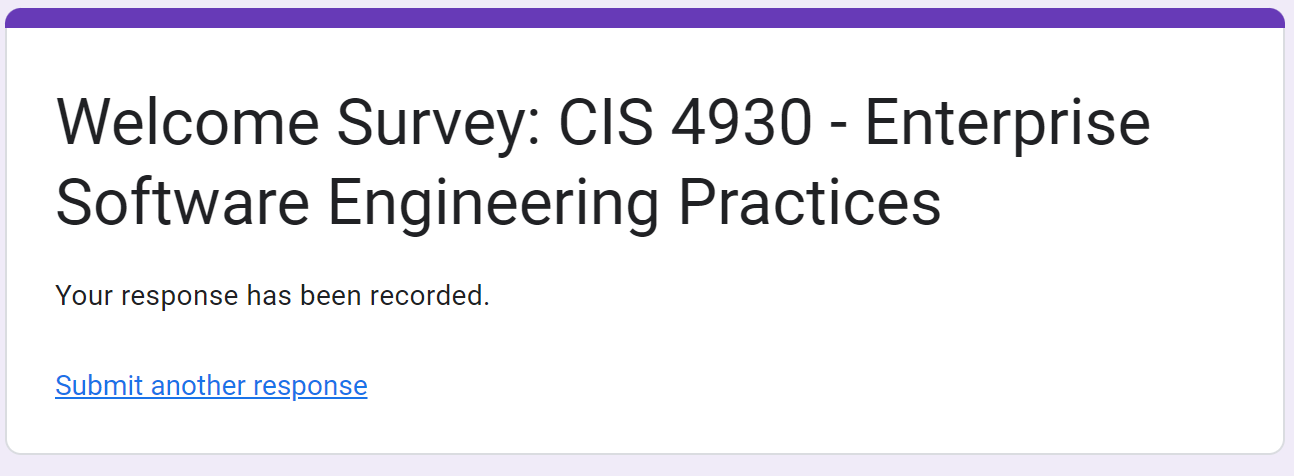 Welcome Survey: CIS 4930 - Enterprise
Software Engineering Practices
Your response has been recorded.
Submit another response